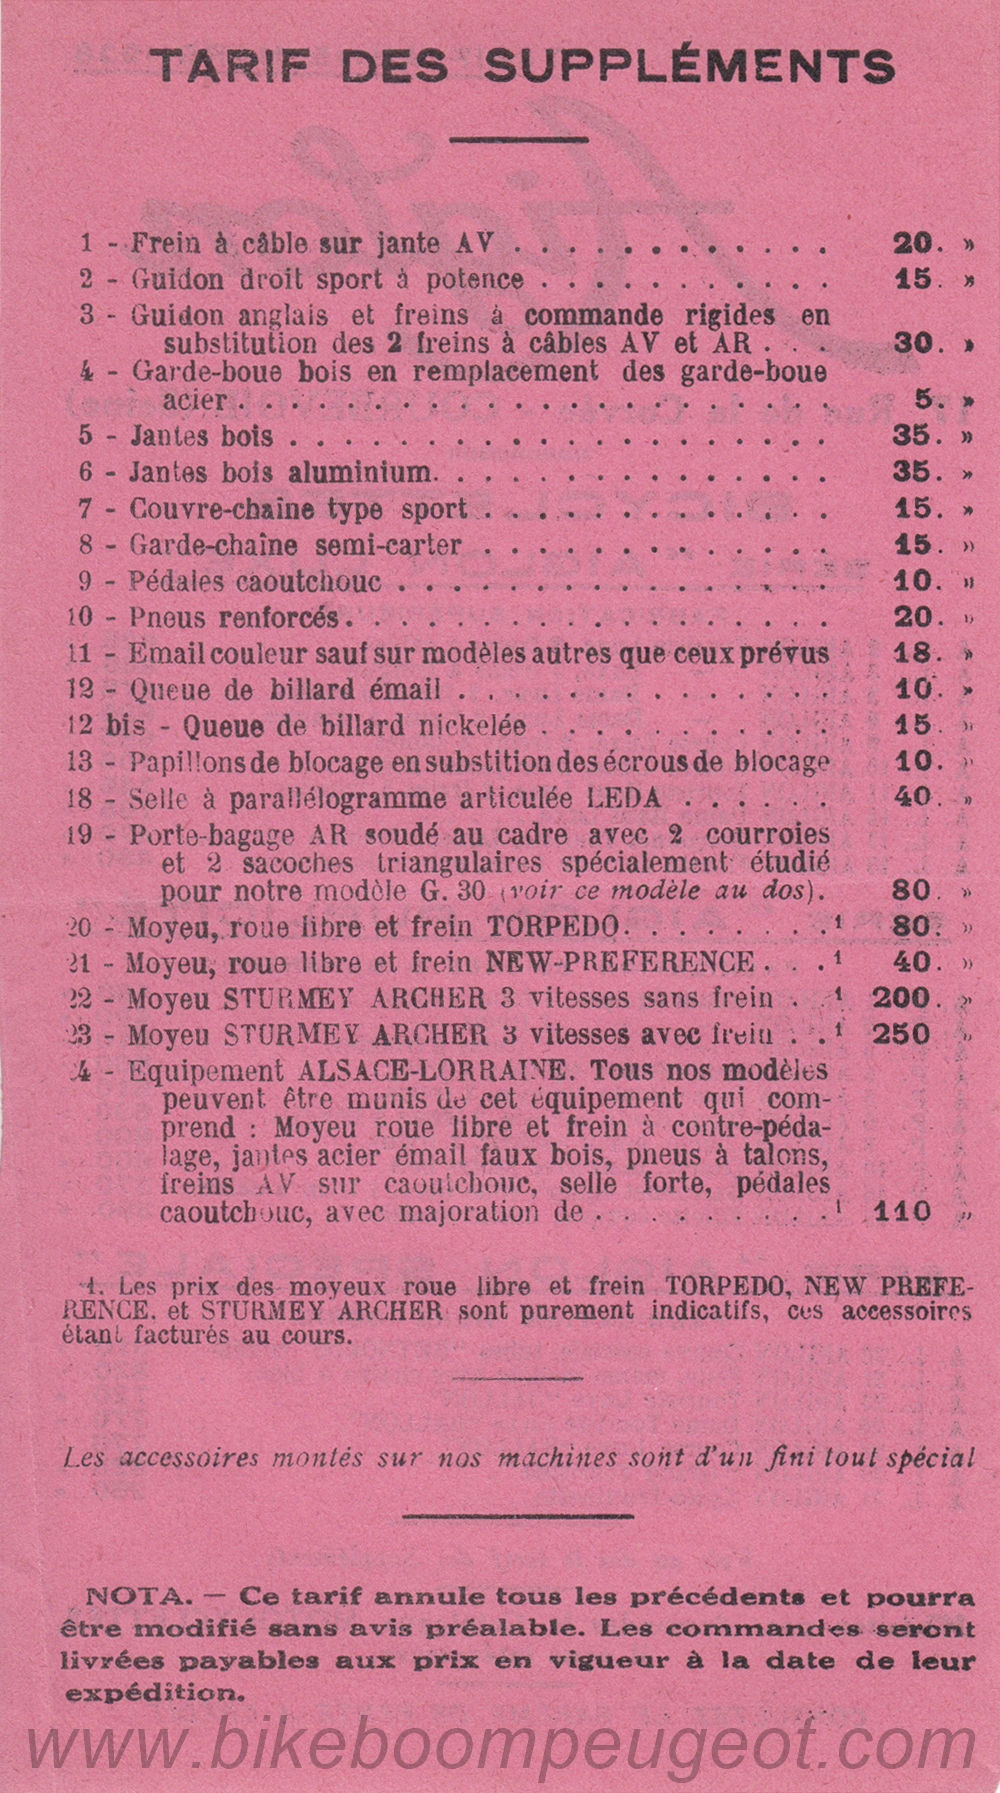 TARIF DES SUPPLÉMENTS
1 - Frein à câble sur jante AV . . . . . . . . . . . . 20. »
2 - Guidon droit sport à potence . . . . . . . . . . . 15. »
3 - Guidon anglais et freins à commande rigides en
substitution des 2 freins à câbles AV et AR . . . 30. »
4 - Garde-boue bois en remplacement des garde-boue
acier . . . . . . . . . . . . . . . . . 5. »
5 - Jantes bois . . . . . . . . . . . . . . . . 35. »
6 - Jantes bois aluminium. . . . . . . . . . . . 35. »
7 - Couvre-chaîne type sport . . . . . . . . . . . 15. »
8 - Garde-chaîne semi-carter . . . . . . . . . . . 15. »
9 - Pédales caoutchouc . . . . . . . . . . . . . 10. »
10 - Pneus renforcés. . . . . . . . . . . . . . . 20. »
11 - Email couleur sauf sur modèles autres que ceux prévus 18. »
12 - Queue de billard émail . . . . . . . . . . . . 10. »
12 bis - Queue de billard nickelée . . . . . . . . . . 15. »
13 - Papillons de blocage en substition des écrous de blocage 10. »
18 - Selle à parallélogramme articulée LEDA . . . . . . 40. »
19 - Porte-bagage AR soudé au cadre avec 2 courroies
et 2 sacoches triangulaires spécialement étudié
pour notre modèle G. 30 (voir ce modèle au dos). 80. »
20 - Moyeu, roue libre et frein TORPEDO. . . . . . . . 1 80. »
21 - Moyeu, roue libre et frein NEW-PREFERENCE . . . 1 40. »
22 - Moyeu STURMEY ARCHER 3 vitesses sans frein . . 1 200. »
23 - Moyeu STURMEY ARCHER 3 vitesses avec frein . . 1 250 »
4 - Equipement ALSACE-LORRAINE. Tous nos modèles
peuvent être munis de cet équipement qui com-
prend : Moyeu roue libre et frein à contre-péda-
lage, jantes acier émail faux bois, pneus à talons,
freins AV sur caoutchouc, selle forte, pédales
caoutchouc, avec majoration de . . . . . . . . . 1 110 »
1. Les prix des moyeux roue libre et frein TORPEDO, NEW PREFE-
RENCE. et STURMEY ARCHER sont purement indicatifs, ces accessoires
étant facturés au cours.
Les accessoires montés sur nos machines sont d'un fini tout spécial
NOTA. — Ce tarif annule tous les précédents et pourra
être modifié sans avis préalable. Les commandes seront
livrées payables aux prix en vigueur à la date de leur
expédition.
www.bikeboompeugeot.com